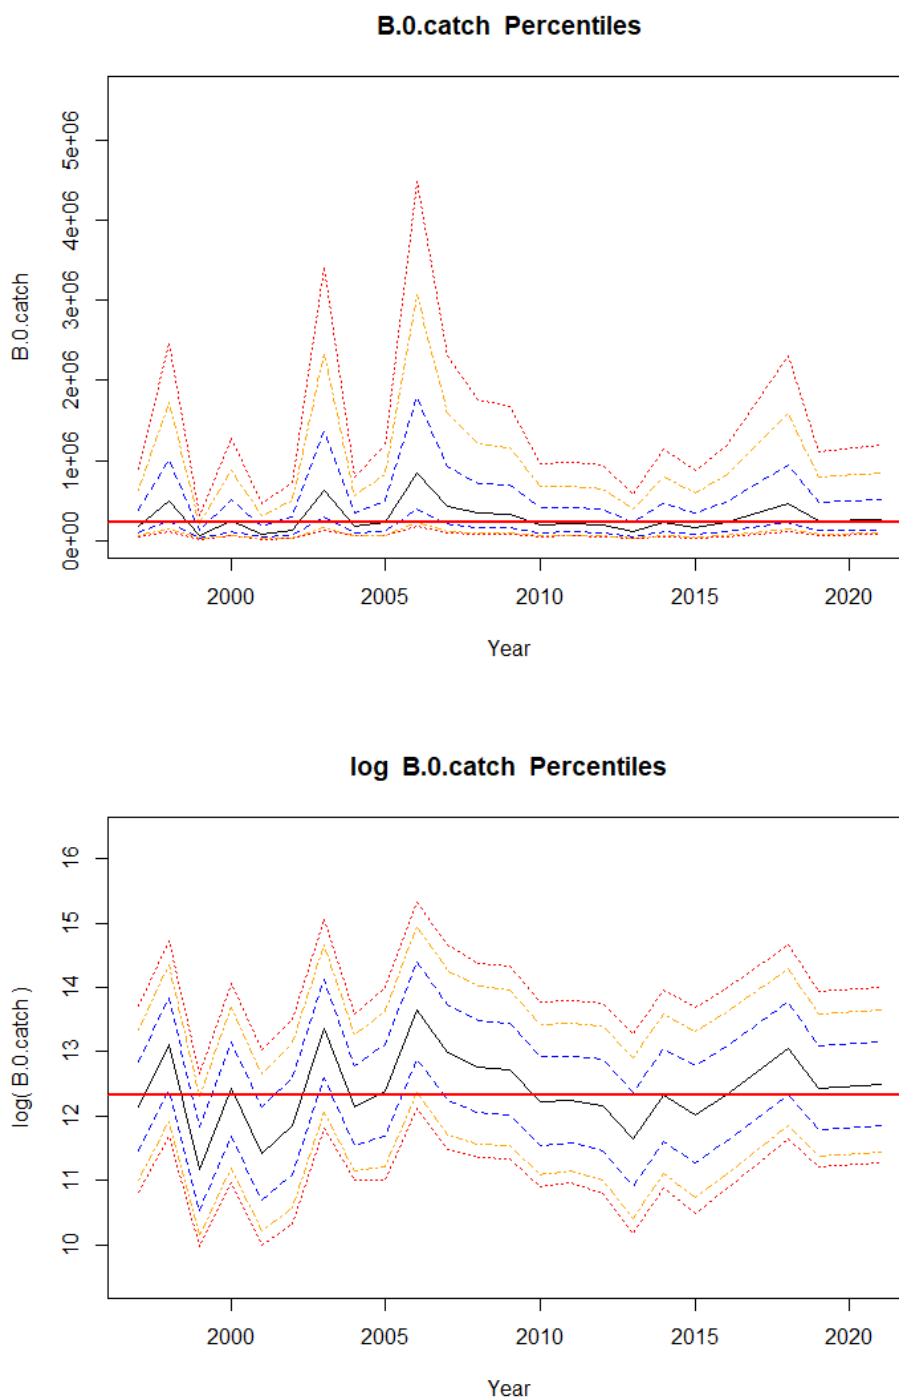 B.0.catch Percentiles
5e+06
4e+06
3e+06
2e+06
1e+06
0e+00
B.0.catch
2000 2005 2010 2015 2020
Year
log B.0.catch Percentiles
16
15
14
13
12
11
10
log( B.0.catch )
2000 2005 2010 2015 2020
Year